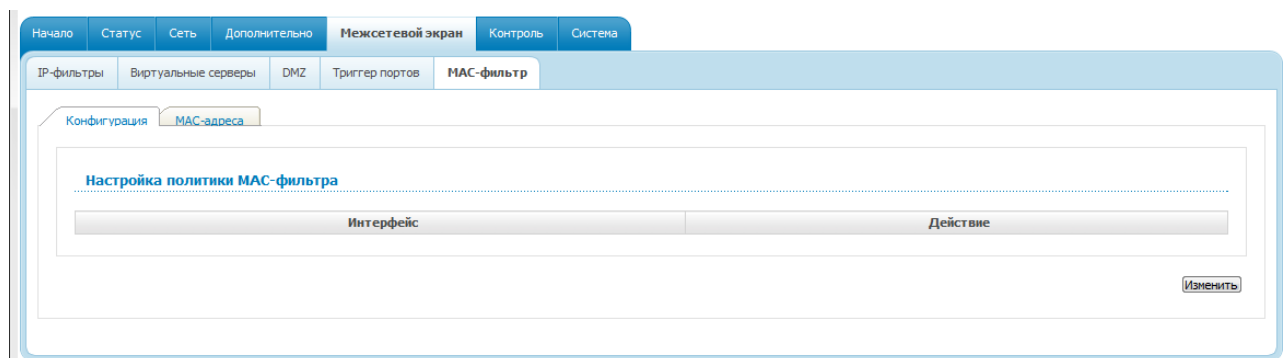 Начало Статус Сеть Дополнительно Межсетевой экран Контроль Система
IP-фильтры Виртуальные серверы DMZ Триггер портов MAC-фильтр
Конфигурация MAC-адреса
Настройка политики MAC-фильтра
Интерфейс Действие
Изменить